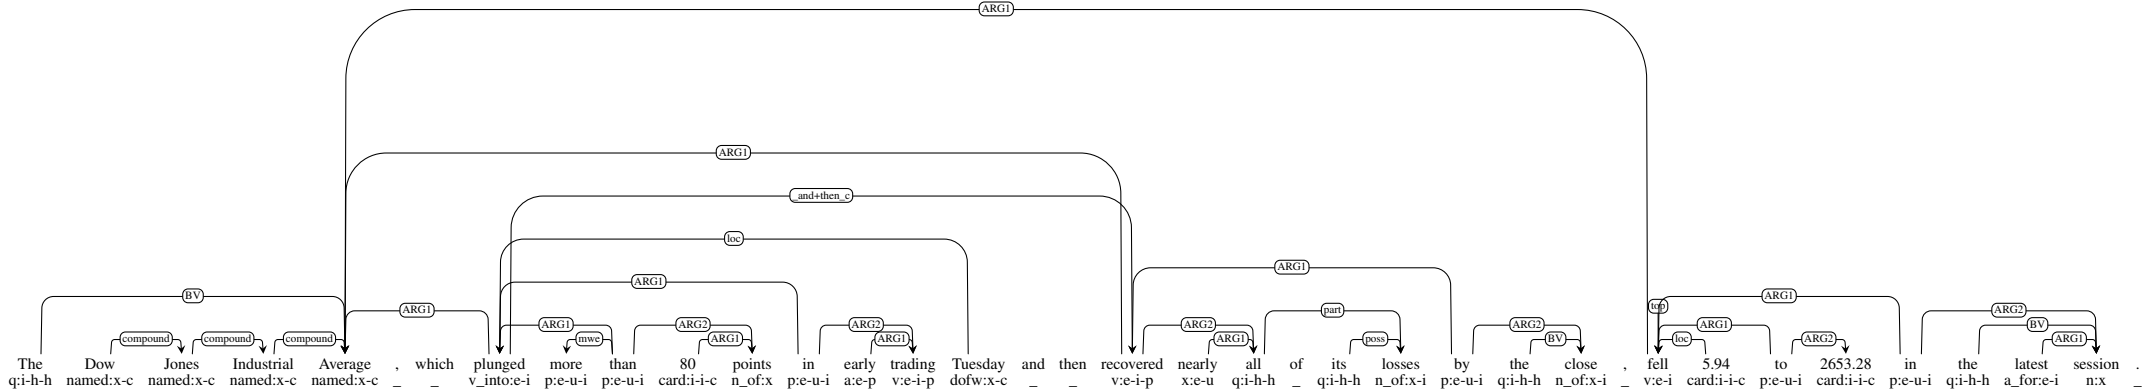 ARG1
ARG1
_and+then_c
loc
ARG1 ARG1
BV ARG1 part top ARG1 ARG2
ARG1 ARG2 ARG2 ARG2 ARG2 ARG1 BV
compound compound compound mwe ARG1 ARG1 ARG1 poss BV loc ARG2 ARG1
The Dow Jones Industrial Average , which plunged more than 80 points in early trading Tuesday and then recovered nearly all of its losses by the close , fell 5.94 to 2653.28 in the latest session .
q:i-h-h named:x-c named:x-c named:x-c named:x-c _ _ v_into:e-i p:e-u-i p:e-u-i card:i-i-c n_of:x p:e-u-i a:e-p v:e-i-p dofw:x-c _ _ v:e-i-p x:e-u q:i-h-h _ q:i-h-h n_of:x-i p:e-u-i q:i-h-h n_of:x-i _ v:e-i card:i-i-c p:e-u-i card:i-i-c p:e-u-i q:i-h-h a_for:e-i n:x _